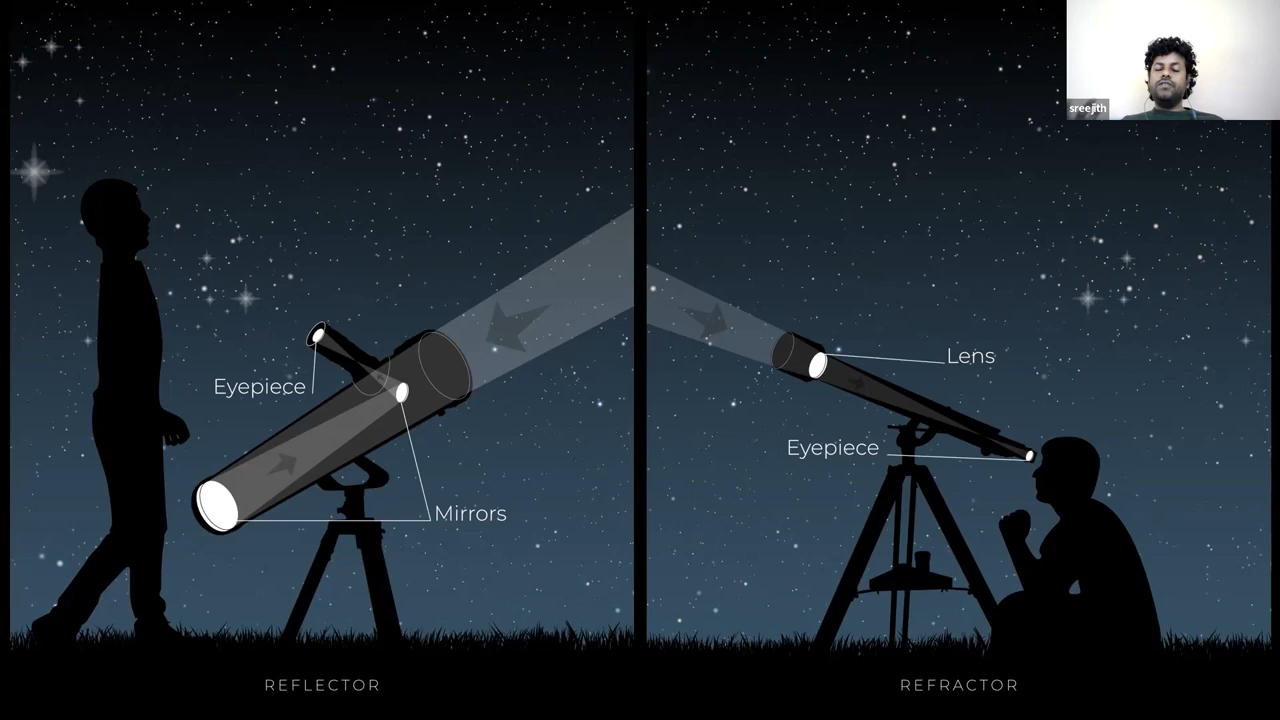 sreejith
Eyepiece
Mirrors
REFLECTOR
Lens
Eyepiece
REFRACTOR